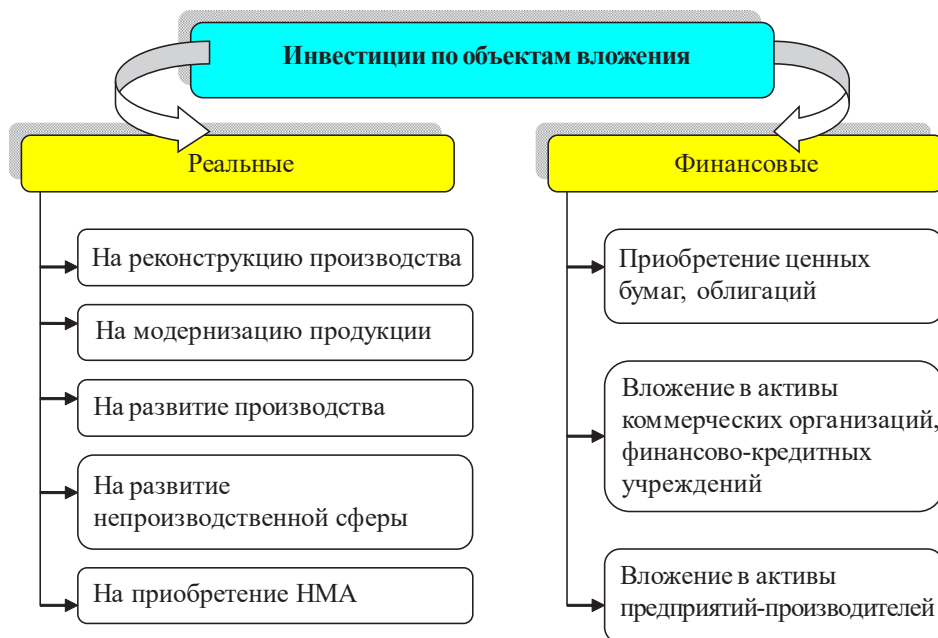 Инвестиции по объектам вложения
Реальные
На реконструкцию производства
На модернизацию продукции
На развитие производства
На развитие
непроизводственной сферы
На приобретение НМА
Финансовые
Приобретение ценных
бумаг, облигаций
Вложение в активы
коммерческих организаций,
финансово-кредитных
учреждений
Вложение в активы
предприятий-производителей